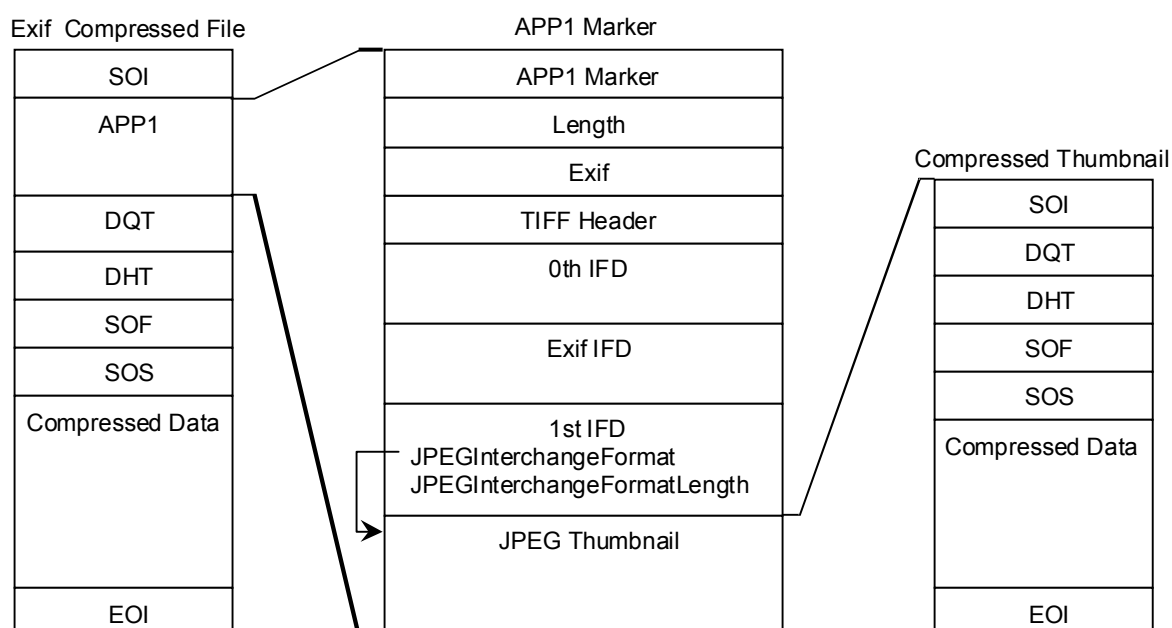 Exif Compressed File
SOI
APP1
DQT
DHT
SOF
SOS
Compressed Data
EOI
APP1 Marker
APP1 Marker
Length
Exif
TIFF Header
0th IFD
Exif IFD
1st IFD
JPEGInterchangeFormat
JPEGInterchangeFormatLength
JPEG Thumbnail
Compressed Thumbnail
SOI
DQT
DHT
SOF
SOS
Compressed Data
EOI